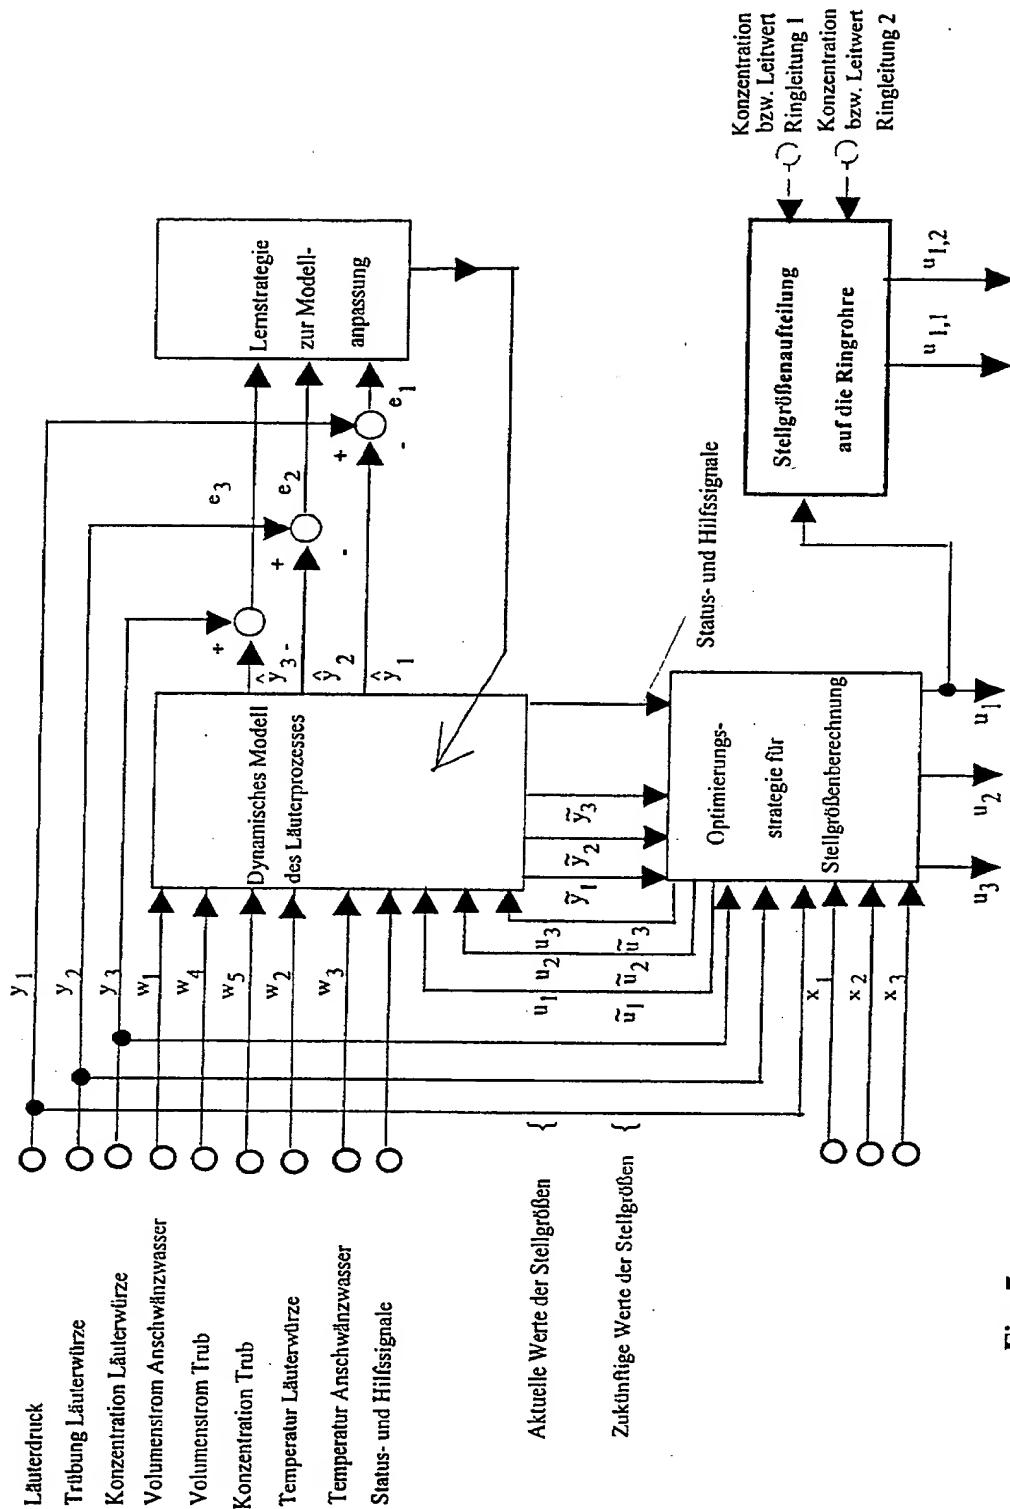 Läuterdruck
Trübung Läuterwürze
Konzentration Läuterwürze
Volumenstrom Anschwänzwasser
Volumenstrom Trub
Konzentration Trub
Temperatur Läuterwürze
Temperatur Anschwänzwasser
Status- und Hilfssignale
Aktuelle Werte der Stellgrößen
{
Zukünftige Werte der Stellgrößen
{
y1
y2
y3
w1
w4
w5
w2
w3
u1 u2 u3
ũ1 ũ2 ũ3
x1
x2
x3
Dynamisches Modell
des Läuterprozesses
ŷ3
ŷ2
ŷ1
ỹ1 ỹ2 ỹ3
+
-
+
-
+
-
e3
e2
e1
Lernstrategie
zur Modell-
anpassung
Status- und Hilfssignale
Optimierungs-
strategie für
Stellgrößenberechnung
u3
u2
u1
Stellgrößenaufteilung
auf die Ringrohre
u1,1
u1,2
Konzentration
bzw. Leitwert
Ringleitung 1
Konzentration
bzw. Leitwert
Ringleitung 2